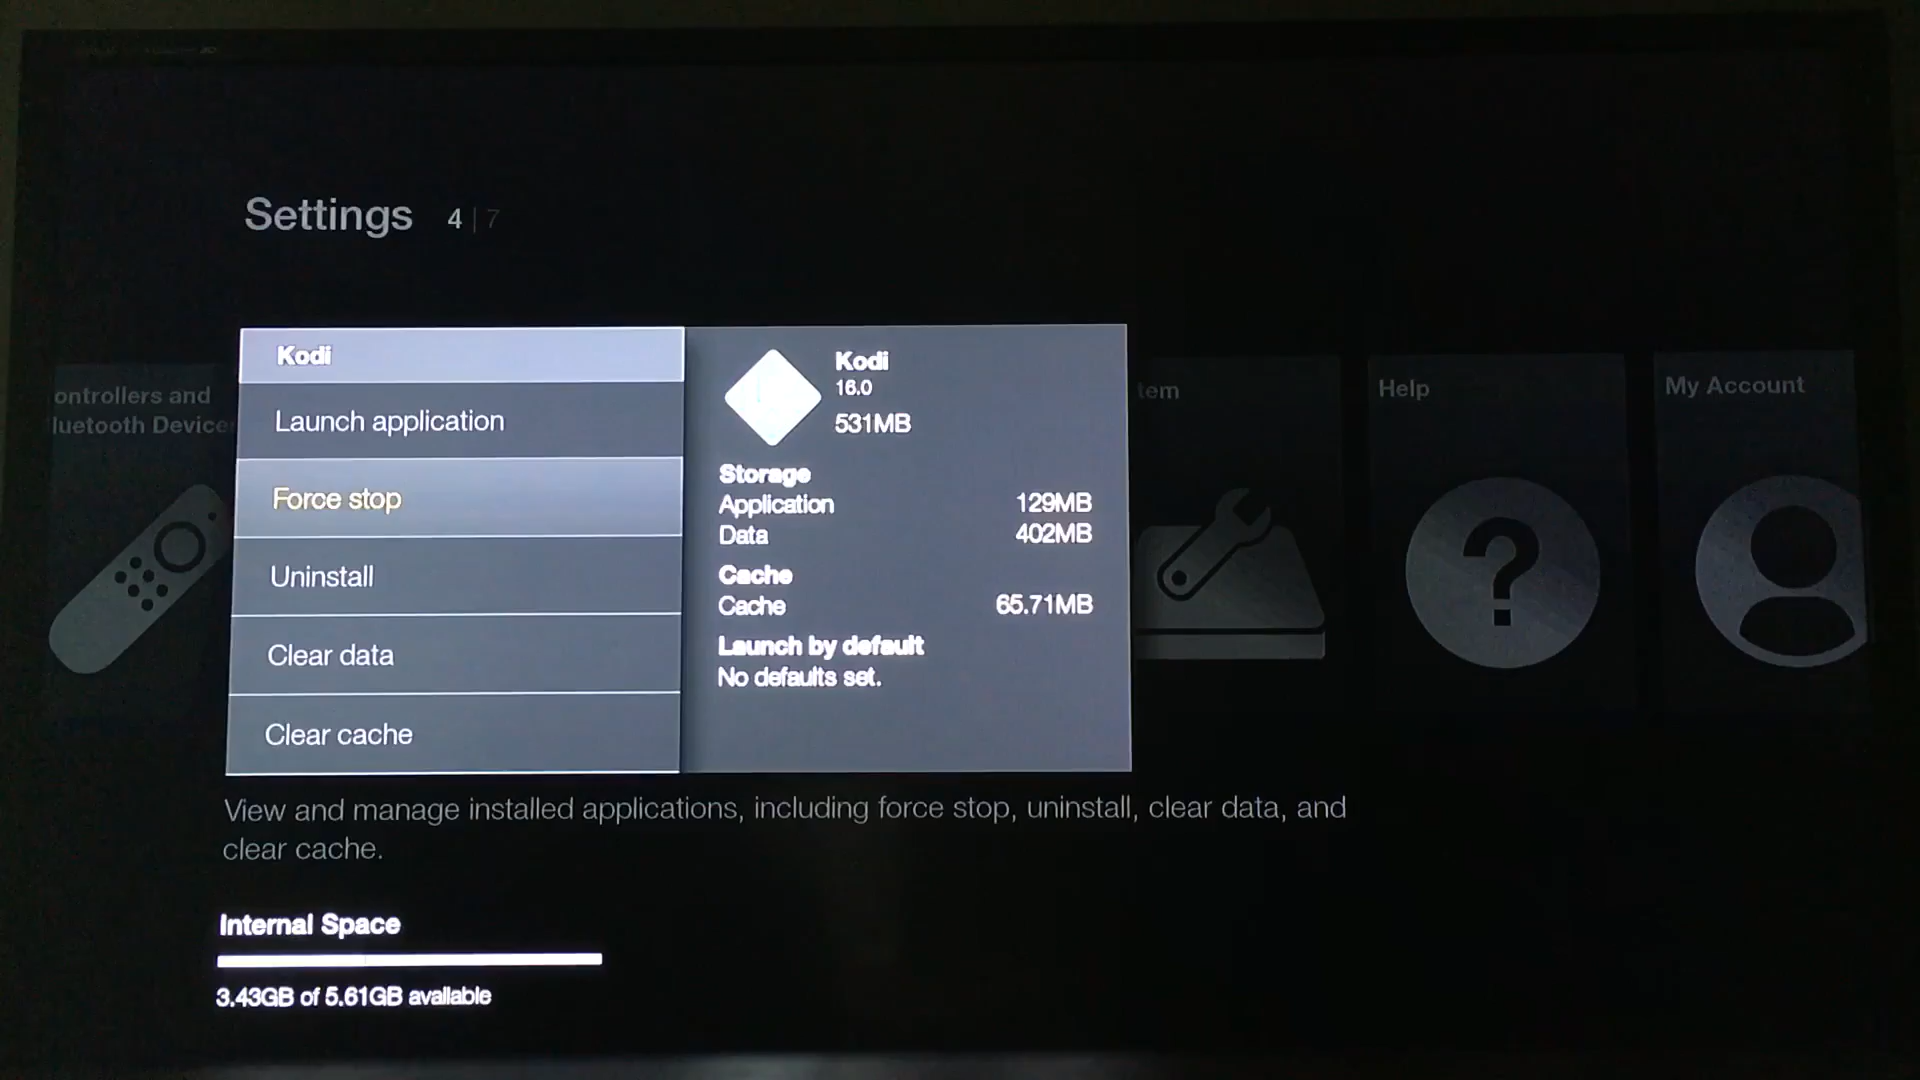 Settings 4 | 7
ontrollers and
luetooth Device
Kodi
Launch application
Force stop
Uninstall
Clear data
Clear cache
Kodi
16.0
531MB
Storage
Application 129MB
Data 402MB
Cache
Cache 65.71MB
Launch by default
No defaults set.
tem
Help
My Account
View and manage installed applications, including force stop, uninstall, clear data, and
clear cache.
Internal Space
3.43GB of 5.61GB available